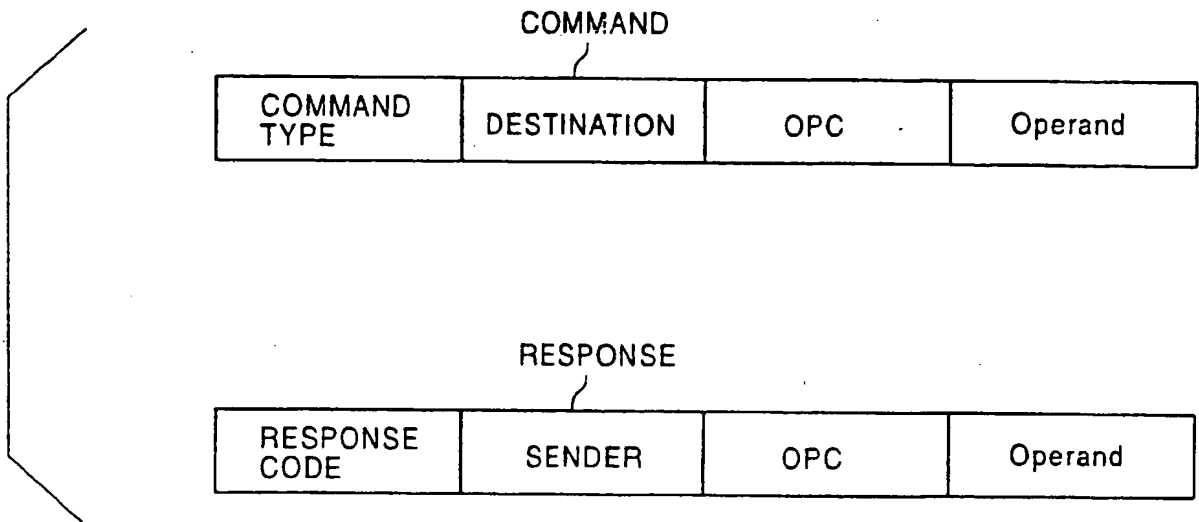 COMMAND
COMMAND
TYPE
DESTINATION
OPC
Operand
RESPONSE
RESPONSE
CODE
SENDER
OPC
Operand